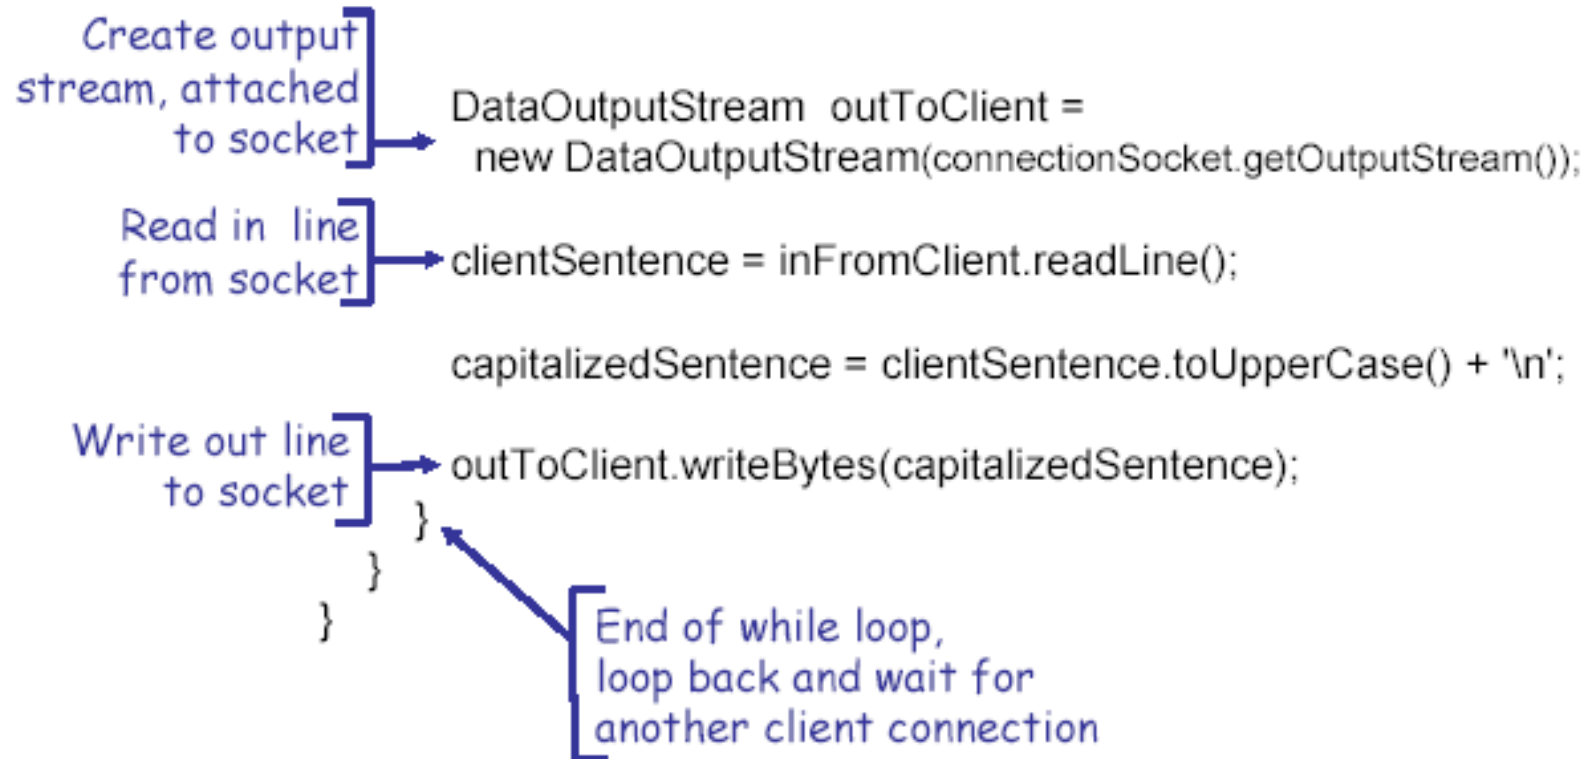 Create output
stream, attached
to socket
DataOutputStream outToClient =
new DataOutputStream(connectionSocket.getOutputStream());
Read in line
from socket
clientSentence = inFromClient.readLine();
capitalizedSentence = clientSentence.toUpperCase() + '\n';
Write out line
to socket
outToClient.writeBytes(capitalizedSentence);
}
}
}
End of while loop,
loop back and wait for
another client connection